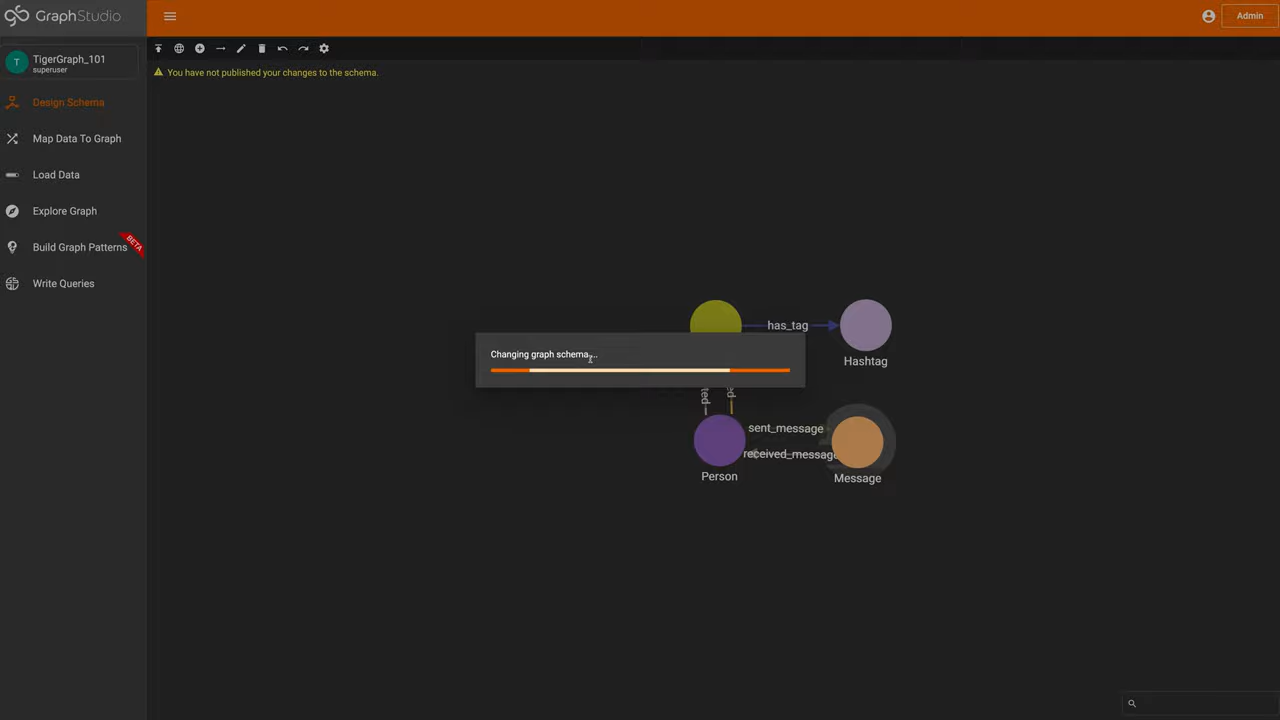 GraphStudio
Admin
T
TigerGraph_101
superuser
You have not published your changes to the schema.
Design Schema
Map Data To Graph
Load Data
Explore Graph
Build Graph Patterns
BETA
Write Queries
has_tag
Hashtag
Changing graph schema...
ted
ed
sent_message
received_message
Person
Message